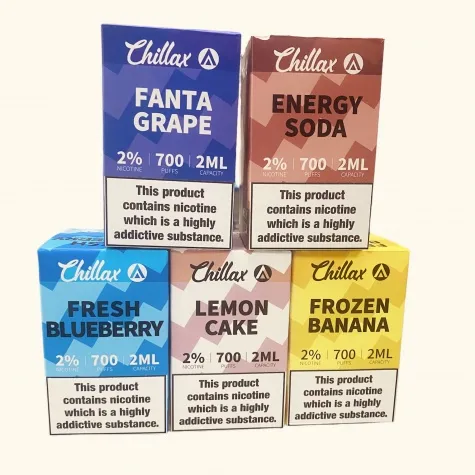 Chillax
FANTA
GRAPE
2% 700 2ML
NICOTINE PUFFS CAPACITY
This product
contains nicotine
which is a highly
addictive substance.
Chillax
ENERGY
SODA
2% 700 2ML
NICOTINE PUFFS CAPACITY
This product
contains nicotine
which is a highly
addictive substance.
Chillax
FRESH
BLUEBERRY
2% 700 2ML
NICOTINE PUFFS CAPACITY
This product
contains nicotine
which is a highly
addictive substance.
Chillax
LEMON
CAKE
2% 700 2ML
NICOTINE PUFFS CAPACITY
This product
contains nicotine
which is a highly
addictive substance.
Chillax
FROZEN
BANANA
2% 700 2ML
NICOTINE PUFFS CAPACITY
This product
contains nicotine
which is a highly
addictive substance.